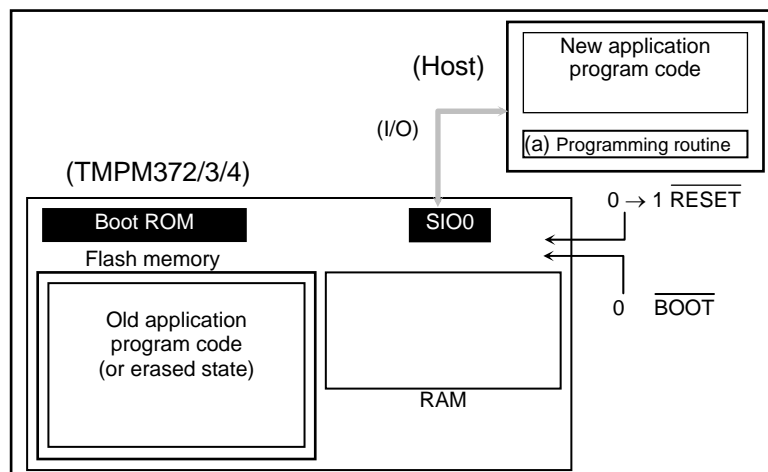 New application
program code
(Host)
(I/O)
(a) Programming routine
(TMPM372/3/4)
0 → 1 RESET
Boot ROM
SIO0
Flash memory
0 BOOT
Old application
program code
(or erased state)
RAM